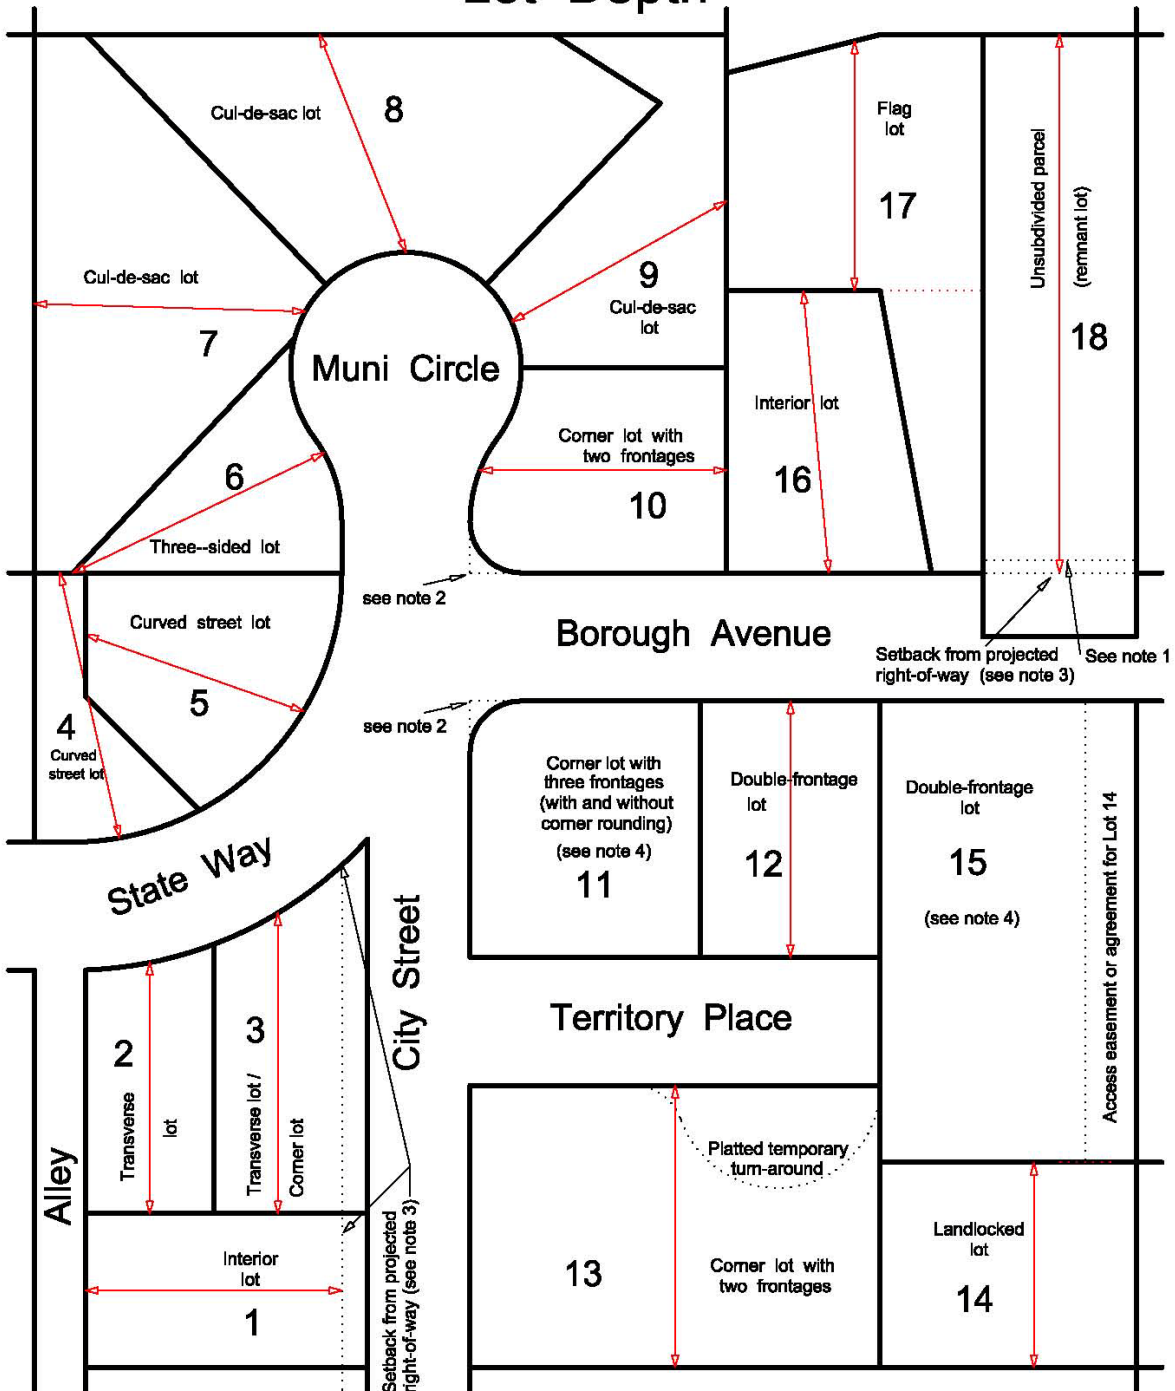 Lot Depth
Cul-de-sac lot
8
Flag
lot
17
Unsubdivided parcel
(remnant lot)
18
Cul-de-sac lot
7
9
Cul-de-sac
lot
Muni Circle
Interior lot
16
Corner lot with
two frontages
10
6
Three--sided lot
see note 2
Curved street lot
5
Borough Avenue
Setback from projected
right-of-way (see note 3)
See note 1
4
Curved
street lot
see note 2
Corner lot with
three frontages
(with and without
corner rounding)
(see note 4)
11
Double-frontage
lot
12
Double-frontage
lot
15
(see note 4)
Access easement or agreement for Lot 14
State Way
City Street
Territory Place
2
Transverse
lot
3
Transverse lot /
Corner lot
Alley
Platted temporary
turn-around
Setback from projected
right-of-way (see note 3)
Interior
lot
1
13
Corner lot with
two frontages
Landlocked
lot
14